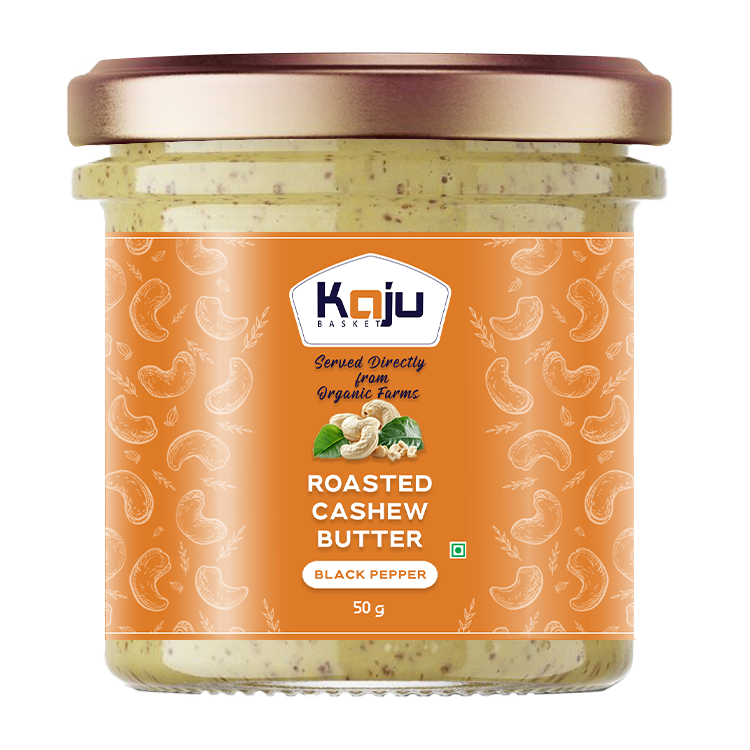 Kaju
BASKET
Served Directly
from
Organic Farms
ROASTED
CASHEW
BUTTER
BLACK PEPPER
50 g